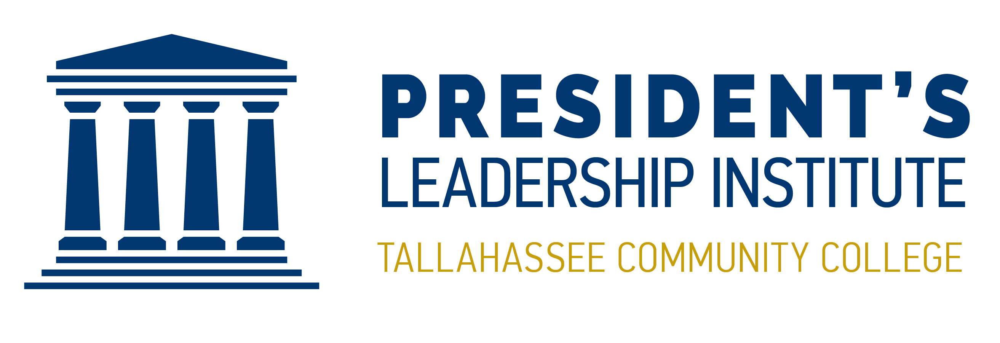 PRESIDENT'S
LEADERSHIP INSTITUTE
TALLAHASSEE COMMUNITY COLLEGE